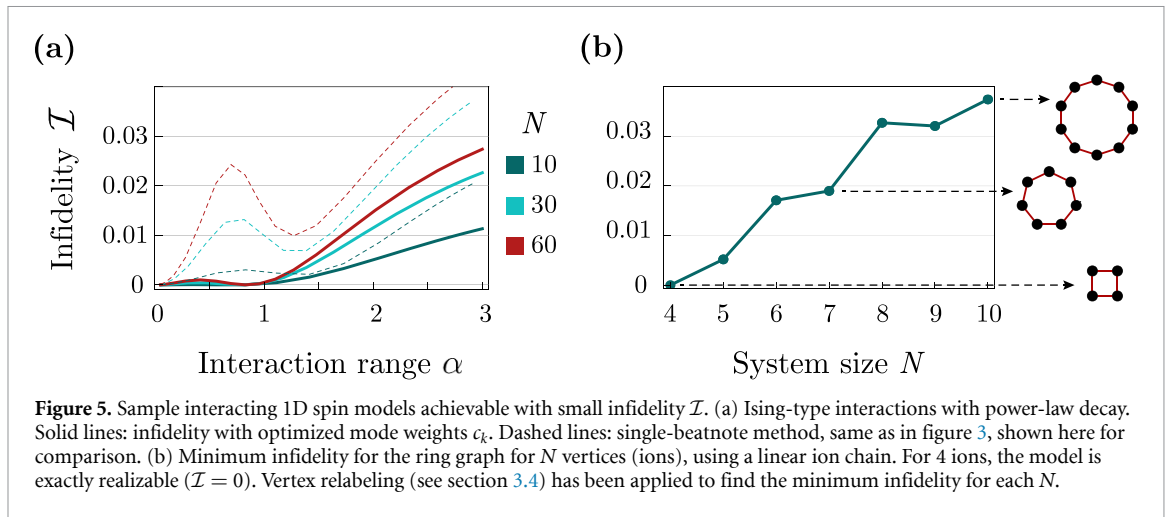 (a)
Infidelity ℐ
0.03
0.02
0.01
0
0 1 2 3
Interaction range α
N
10
30
60
(b)
0.03
0.02
0.01
0
4 5 6 7 8 9 10
System size N
Figure 5. Sample interacting 1D spin models achievable with small infidelity ℐ. (a) Ising-type interactions with power-law decay.
Solid lines: infidelity with optimized mode weights cₖ. Dashed lines: single-beatnote method, same as in figure 3, shown here for
comparison. (b) Minimum infidelity for the ring graph for N vertices (ions), using a linear ion chain. For 4 ions, the model is
exactly realizable (ℐ = 0). Vertex relabeling (see section 3.4) has been applied to find the minimum infidelity for each N.